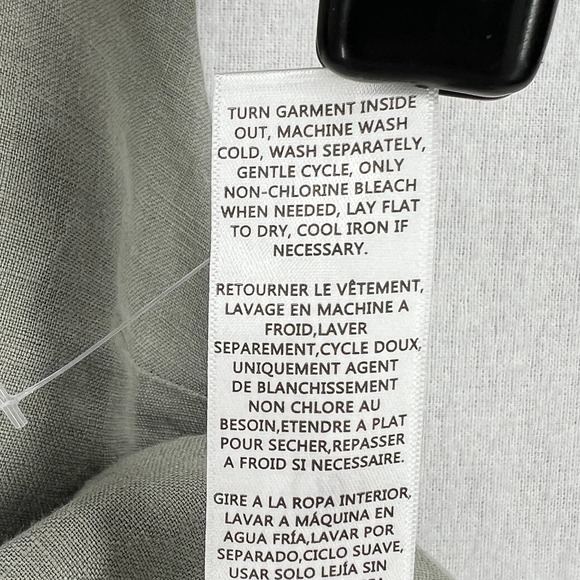 TURN GARMENT INSIDE
OUT, MACHINE WASH
COLD, WASH SEPARATELY,
GENTLE CYCLE, ONLY
NON-CHLORINE BLEACH
WHEN NEEDED, LAY FLAT
TO DRY, COOL IRON IF
NECESSARY.
RETOURNER LE VÊTEMENT,
LAVAGE EN MACHINE A
FROID,LAVER
SEPAREMENT,CYCLE DOUX,
UNIQUEMENT AGENT
DE BLANCHISSEMENT
NON CHLORE AU
BESOIN,ETENDRE A PLAT
POUR SECHER,REPASSER
A FROID SI NECESSAIRE.
GIRE A LA ROPA INTERIOR,
LAVAR A MÁQUINA EN
AGUA FRÍA,LAVAR POR
SEPARADO,CICLO SUAVE,
USAR SOLO LEJÍA SIN